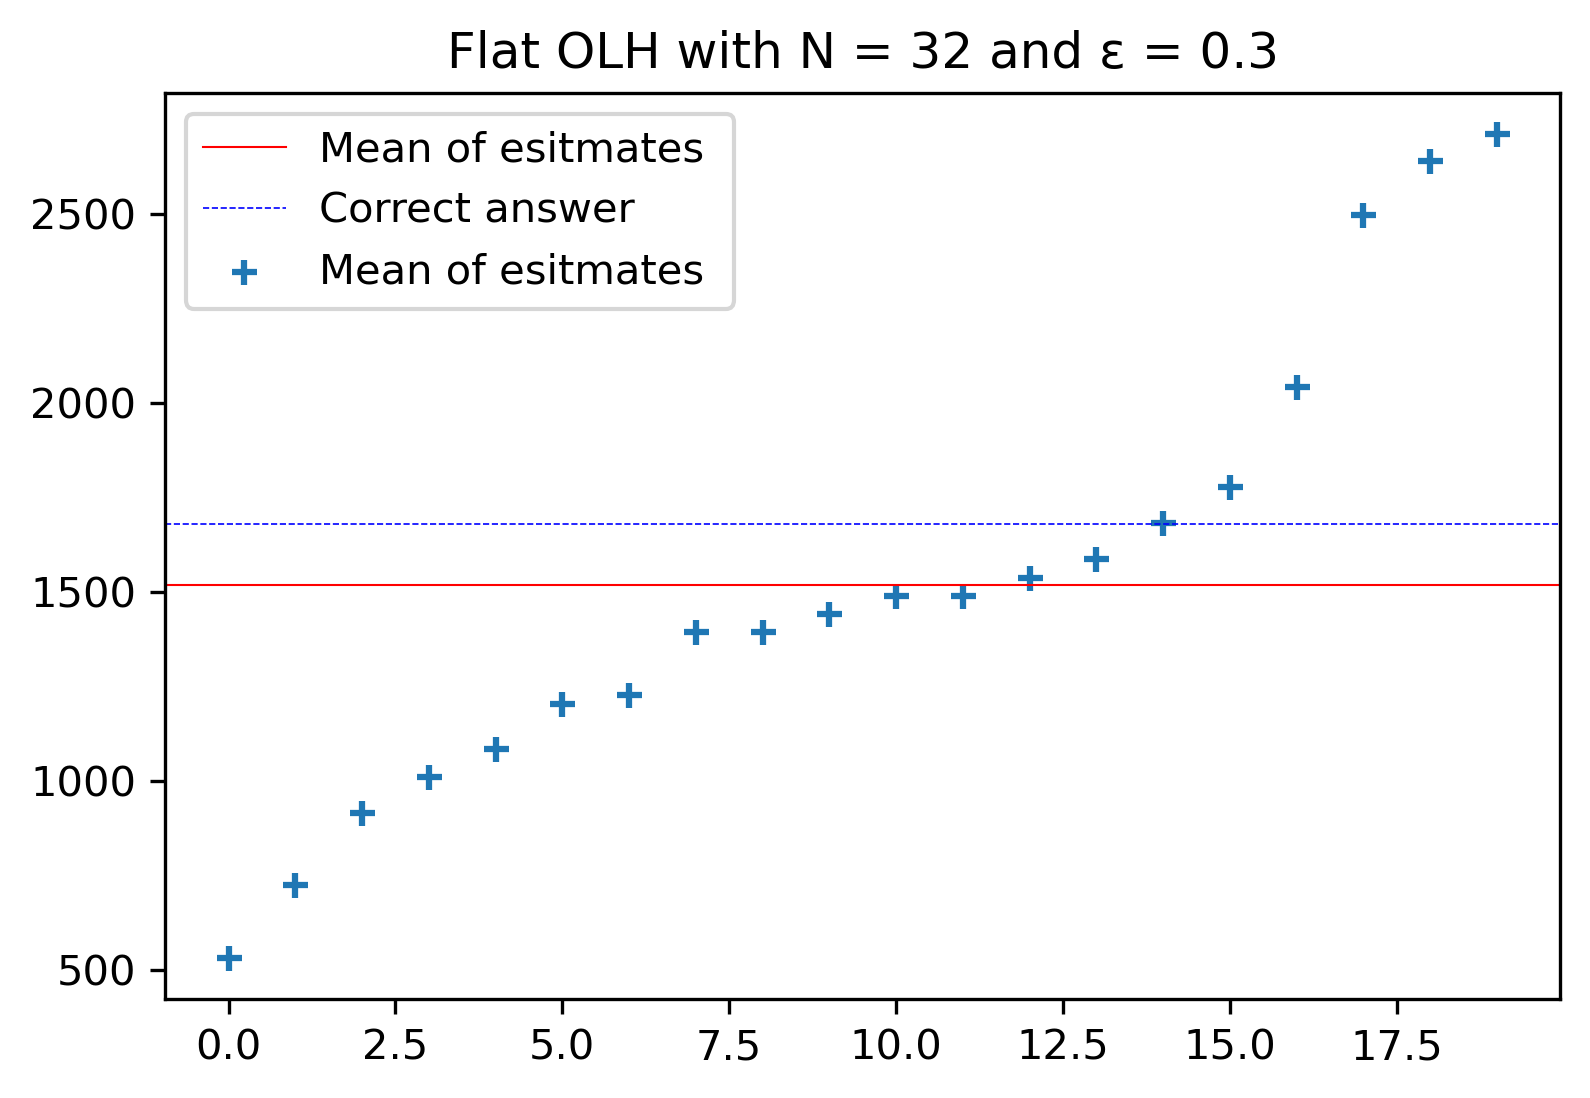 Flat OLH with N = 32 and ε = 0.3
Mean of esitmates
Correct answer
Mean of esitmates
2500
2000
1500
1000
500
0.0 2.5 5.0 7.5 10.0 12.5 15.0 17.5